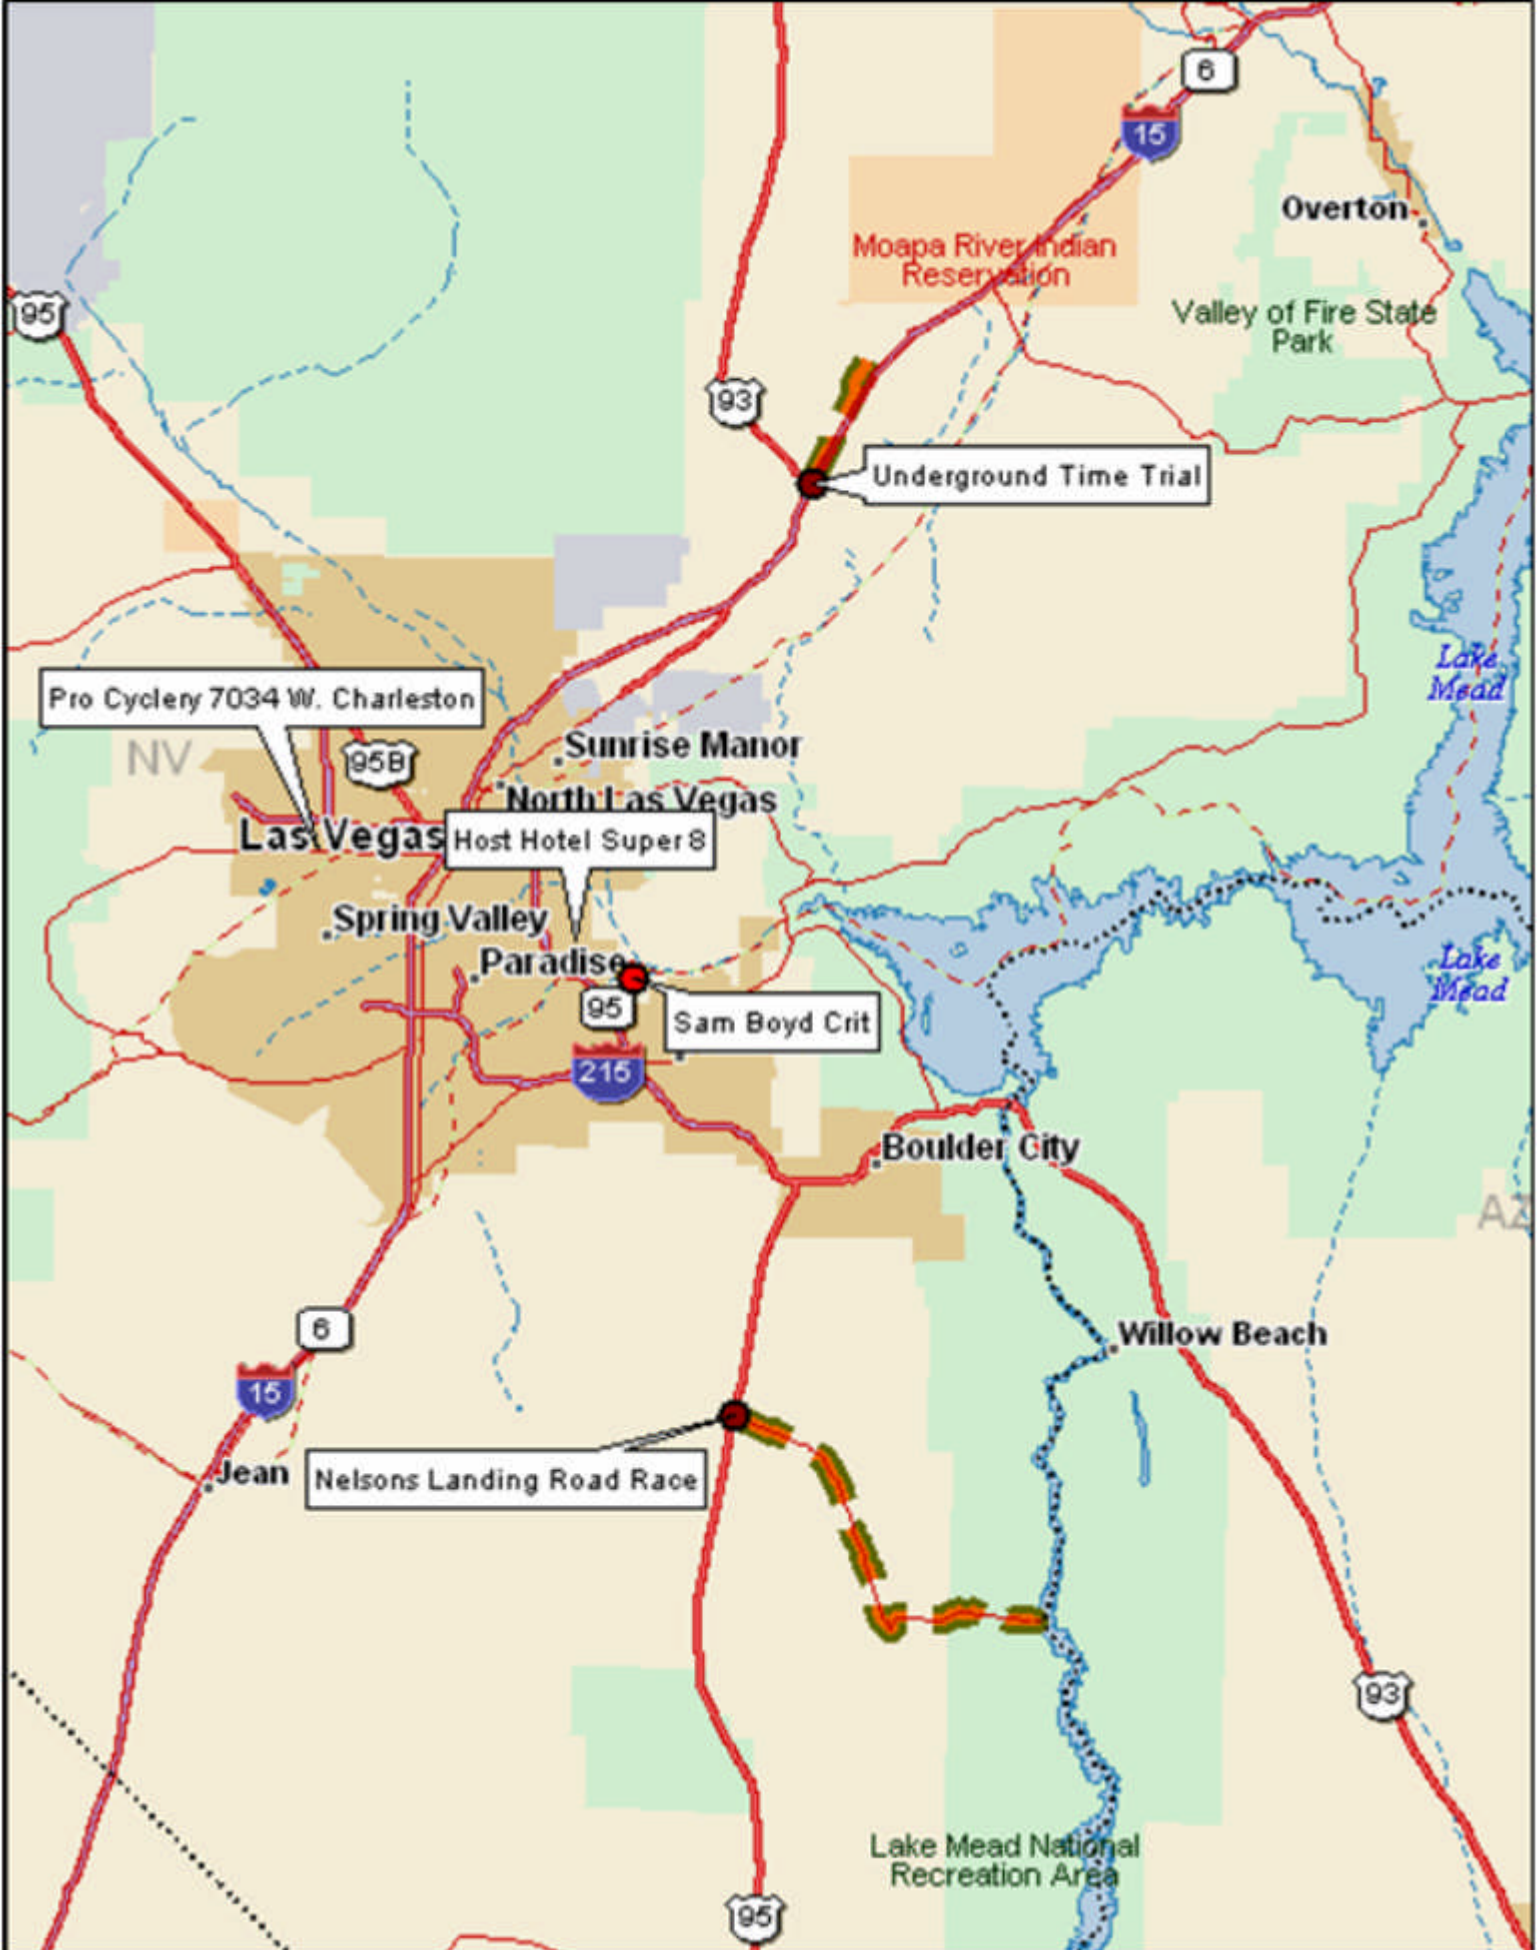 6
15
Overton
Moapa River Indian
Reservation
95
Valley of Fire State
Park
93
Underground Time Trial
Lake
Mead
Pro Cyclery 7034 W. Charleston
NV
95B
Sunrise Manor
North Las Vegas
Las Vegas
Host Hotel Super 8
Spring Valley
Paradise
Lake
Mead
95
Sam Boyd Crit
215
Boulder City
AZ
6
Willow Beach
15
Jean
Nelsons Landing Road Race
93
Lake Mead National
Recreation Area
95